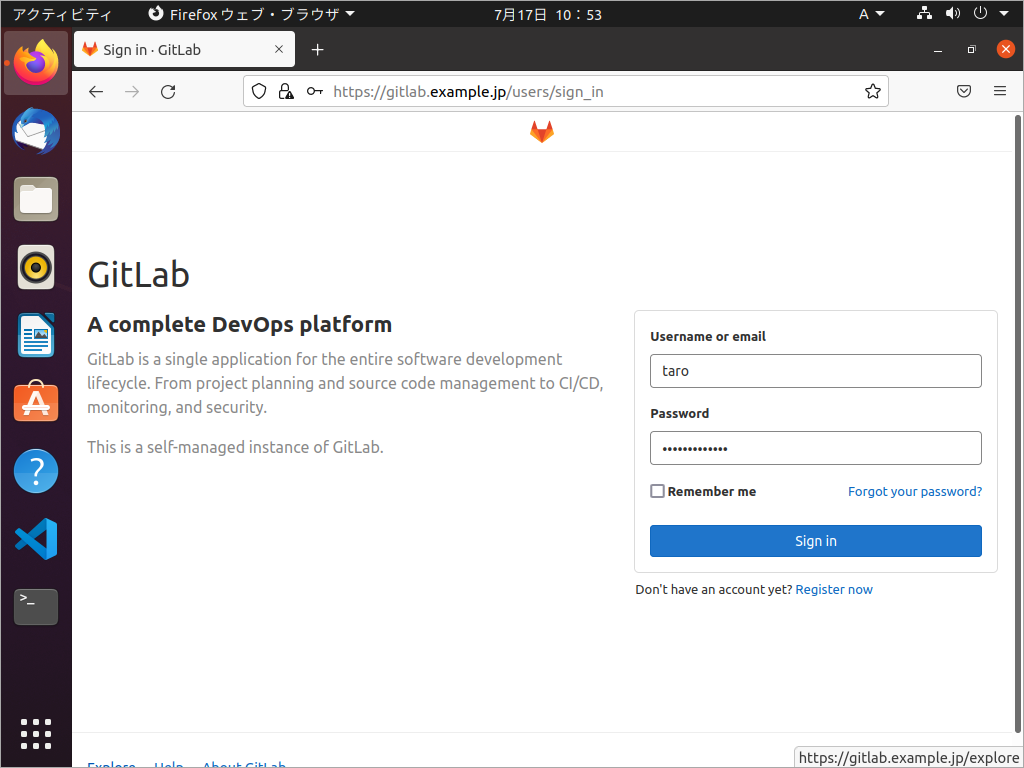 アクティビティ
Firefox ウェブ・ブラウザ
7月17日 10：53
A
Sign in · GitLab
https://gitlab.example.jp/users/sign_in
GitLab
A complete DevOps platform
GitLab is a single application for the entire software development
lifecycle. From project planning and source code management to CI/CD,
monitoring, and security.
This is a self-managed instance of GitLab.
Username or email
taro
Password
•••••••••••••
Remember me
Forgot your password?
Sign in
Don't have an account yet? Register now
Explore Help About GitLab
https://gitlab.example.jp/explore